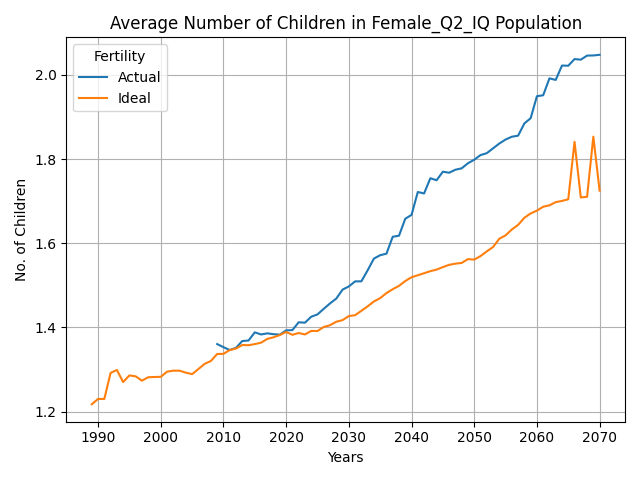 Average Number of Children in Female_Q2_IQ Population
Fertility
Actual
Ideal
No. of Children
2.0
1.8
1.6
1.4
1.2
1990 2000 2010 2020 2030 2040 2050 2060 2070
Years